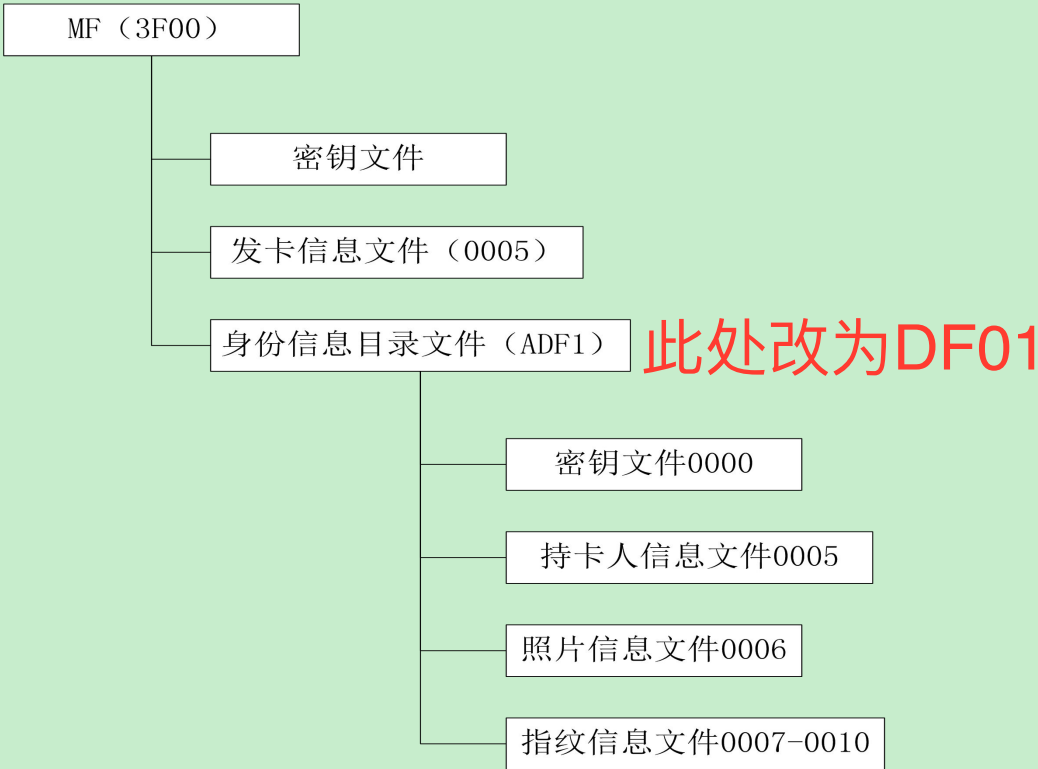 MF（3F00）
密钥文件
发卡信息文件（0005）
身份信息目录文件（ADF1）
此处改为DF01
密钥文件0000
持卡人信息文件0005
照片信息文件0006
指纹信息文件0007-0010